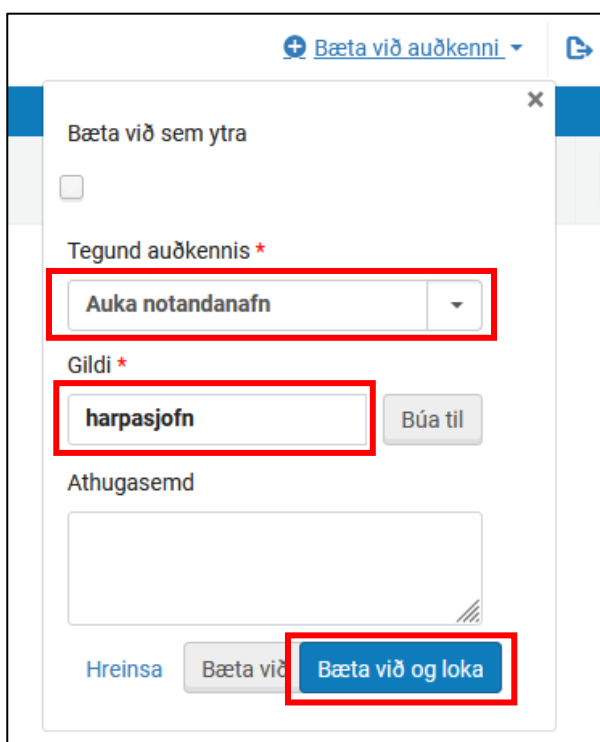 Bæta við auðkenni
Bæta við sem ytra
Tegund auðkennis *
Auka notandanafn
Gildi *
harpasjofn
Búa til
Athugasemd
Hreinsa Bæta við Bæta við og loka